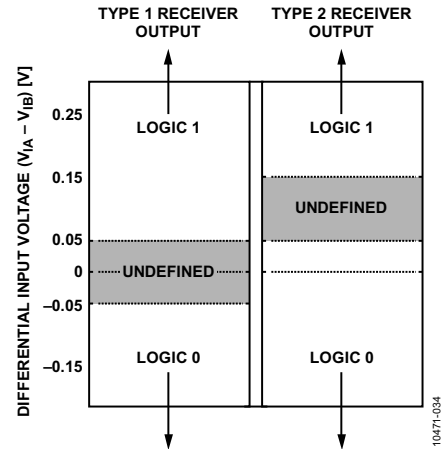 TYPE 1 RECEIVER
OUTPUT
TYPE 2 RECEIVER
OUTPUT
DIFFERENTIAL INPUT VOLTAGE (VIA – VIB) [V]
0.25
0.15
0.05
0
–0.05
–0.15
LOGIC 1
UNDEFINED
LOGIC 0
LOGIC 1
UNDEFINED
LOGIC 0
10471-034